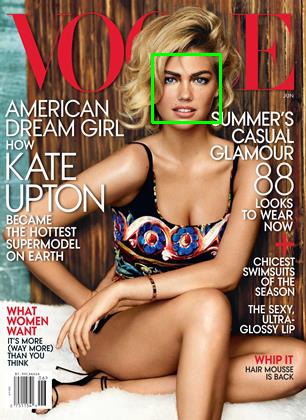 VOGUE
JUN
AMERICAN
DREAM GIRL
HOW
KATE
UPTON
BECAME
THE HOTTEST
SUPERMODEL
ON EARTH
SUMMER'S
CASUAL
GLAMOUR
88
LOOKS
TO WEAR
NOW
+
CHICEST
SWIMSUITS
OF THE
SEASON
THE SEXY,
ULTRA-
GLOSSY LIP
WHIP IT
HAIR MOUSSE
IS BACK
WHAT
WOMEN
WANT
IT'S MORE
(WAY MORE)
THAN YOU
THINK